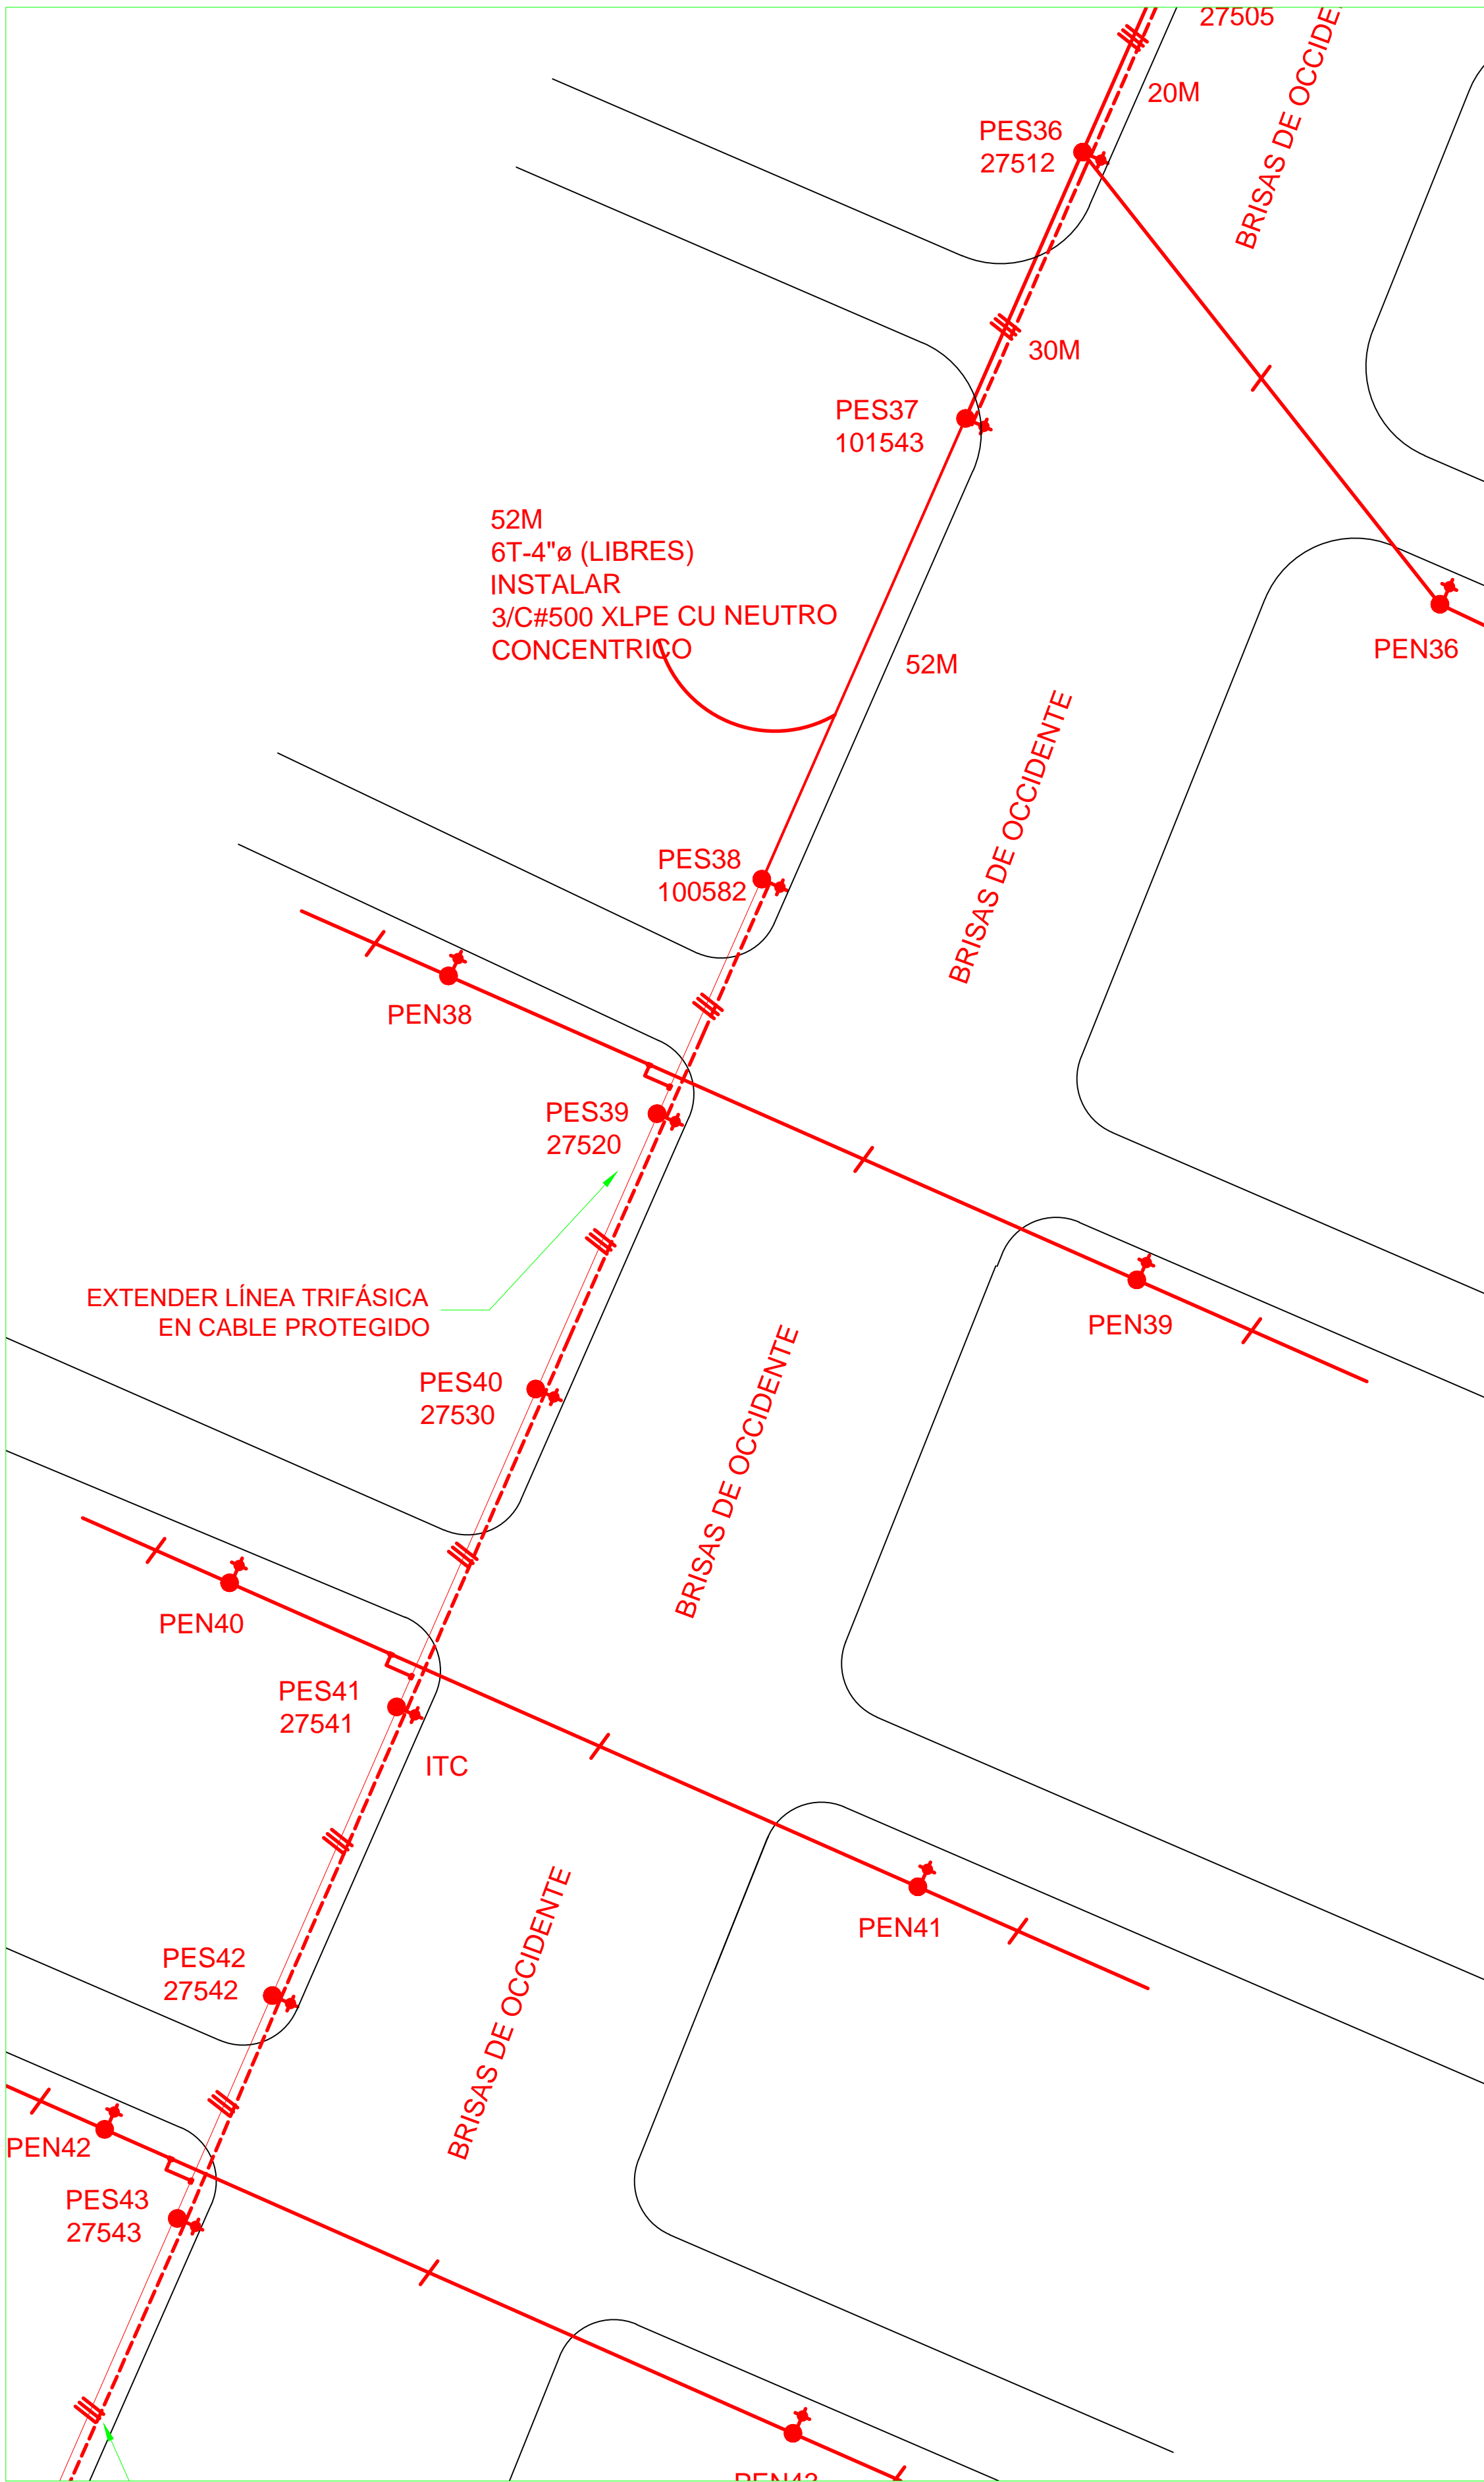 27505
BRISAS DE OCCIDE
20M
PES36
27512
30M
PES37
101543
52M
6T-4"ø (LIBRES)
INSTALAR
3/C#500 XLPE CU NEUTRO
CONCENTRICO
52M
PEN36
BRISAS DE OCCIDENTE
PES38
100582
PEN38
PES39
27520
EXTENDER LÍNEA TRIFÁSICA
EN CABLE PROTEGIDO
PEN39
BRISAS DE OCCIDENTE
PES40
27530
PEN40
PES41
27541
ITC
PEN41
BRISAS DE OCCIDENTE
PES42
27542
PEN42
PES43
27543
PEN43